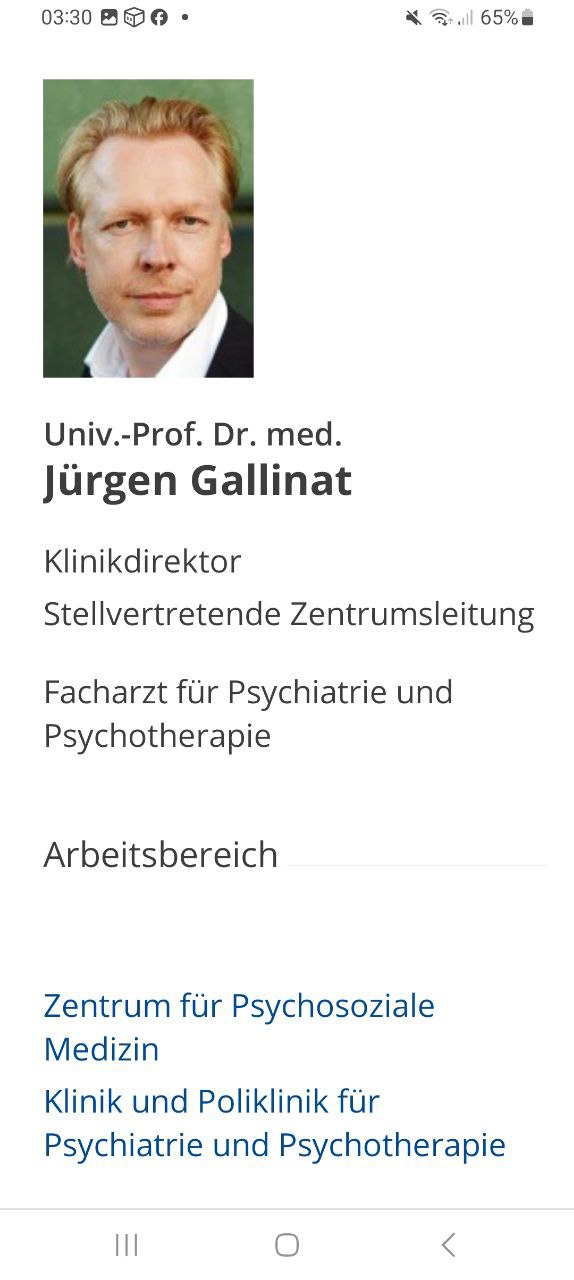 03:30
65%
Univ.-Prof. Dr. med.
Jürgen Gallinat
Klinikdirektor
Stellvertretende Zentrumsleitung
Facharzt für Psychiatrie und
Psychotherapie
Arbeitsbereich
Zentrum für Psychosoziale
Medizin
Klinik und Poliklinik für
Psychiatrie und Psychotherapie